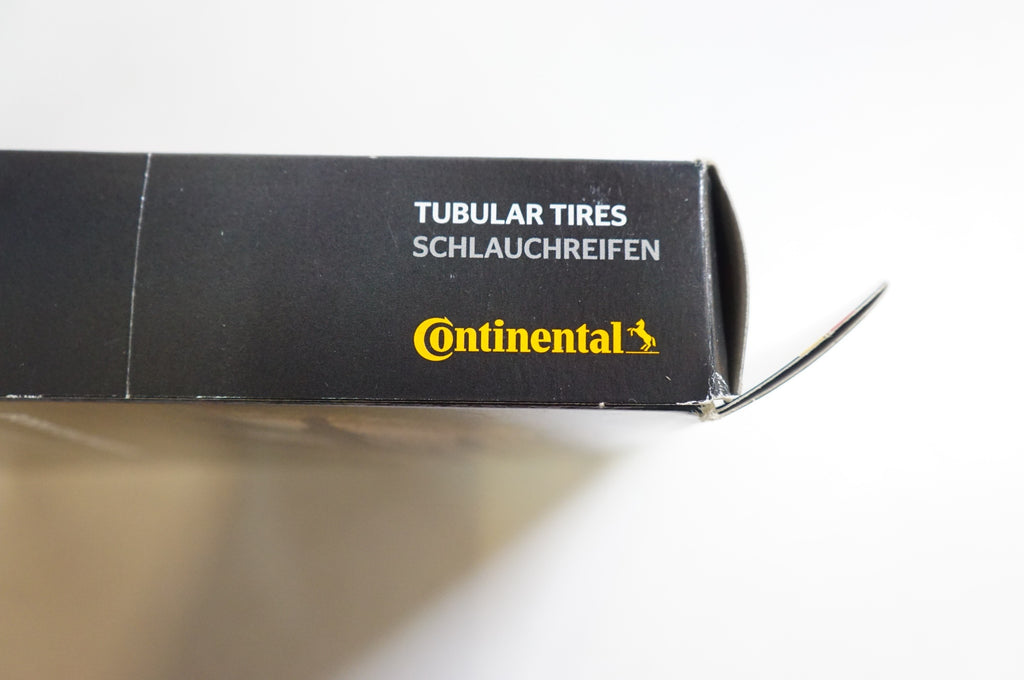 TUBULAR TIRES
SCHLAUCHREIFEN
Continental